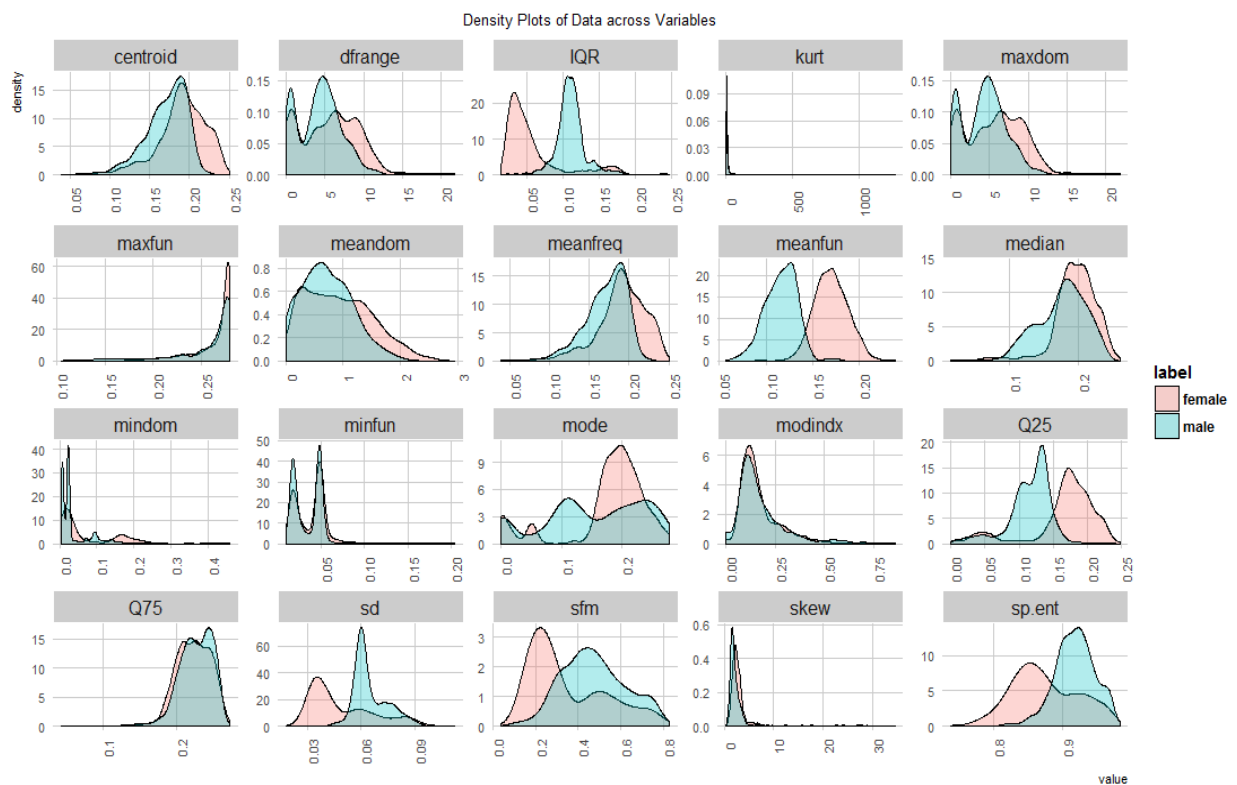 Density Plots of Data across Variables
density
centroid
15
10
5
0
0.05 0.10 0.15 0.20 0.25
dfrange
0.15
0.10
0.05
0.00
0 5 10 15 20
IQR
20
10
0
0.05 0.10 0.15 0.20 0.25
kurt
0.09
0.06
0.03
0.00
0 500 1000
maxdom
0.15
0.10
0.05
0.00
0 5 10 15 20
maxfun
60
40
20
0
0.10 0.15 0.20 0.25
meandom
0.8
0.6
0.4
0.2
0.0
0 1 2 3
meanfreq
15
10
5
0
0.05 0.10 0.15 0.20 0.25
meanfun
20
15
10
5
0
0.05 0.10 0.15 0.20
median
15
10
5
0
0.1 0.2
label
female
male
mindom
40
30
20
10
0
0.0 0.1 0.2 0.3 0.4
minfun
50
40
30
20
10
0
0.05 0.10 0.15 0.20
mode
9
6
3
0
0.0 0.1 0.2
modindx
6
4
2
0
0.00 0.25 0.50 0.75
Q25
20
15
10
5
0
0.00 0.05 0.10 0.15 0.20 0.25
Q75
15
10
5
0
0.1 0.2
sd
60
40
20
0
0.03 0.06 0.09
sfm
3
2
1
0
0.0 0.2 0.4 0.6 0.8
skew
0.6
0.4
0.2
0.0
0 10 20 30
sp.ent
10
5
0
0.8 0.9
value